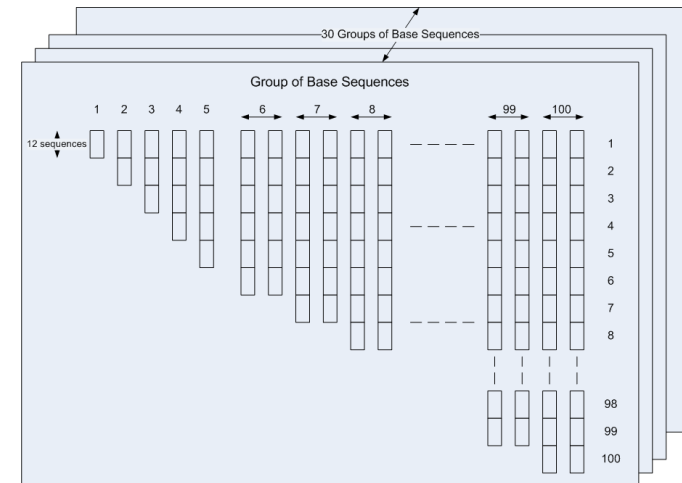 30 Groups of Base Sequences
Group of Base Sequences
1 2 3 4 5 6 7 8 99 100
12 sequences
1
2
3
4
5
6
7
8
98
99
100